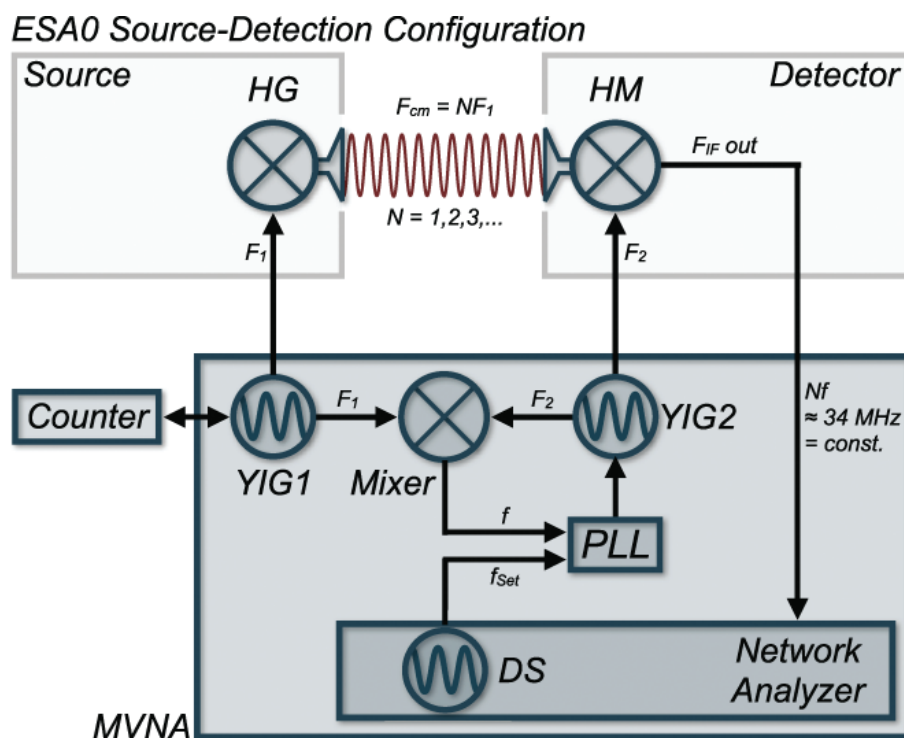 ESA0 Source-Detection Configuration
Source
Detector
HG
HM
Fcm = NF1
FIF out
N = 1,2,3,...
F1
F2
Counter
F1
F2
YIG2
Nf
≈ 34 MHz
= const.
YIG1
Mixer
f
PLL
fSet
DS
Network
Analyzer
MVNA